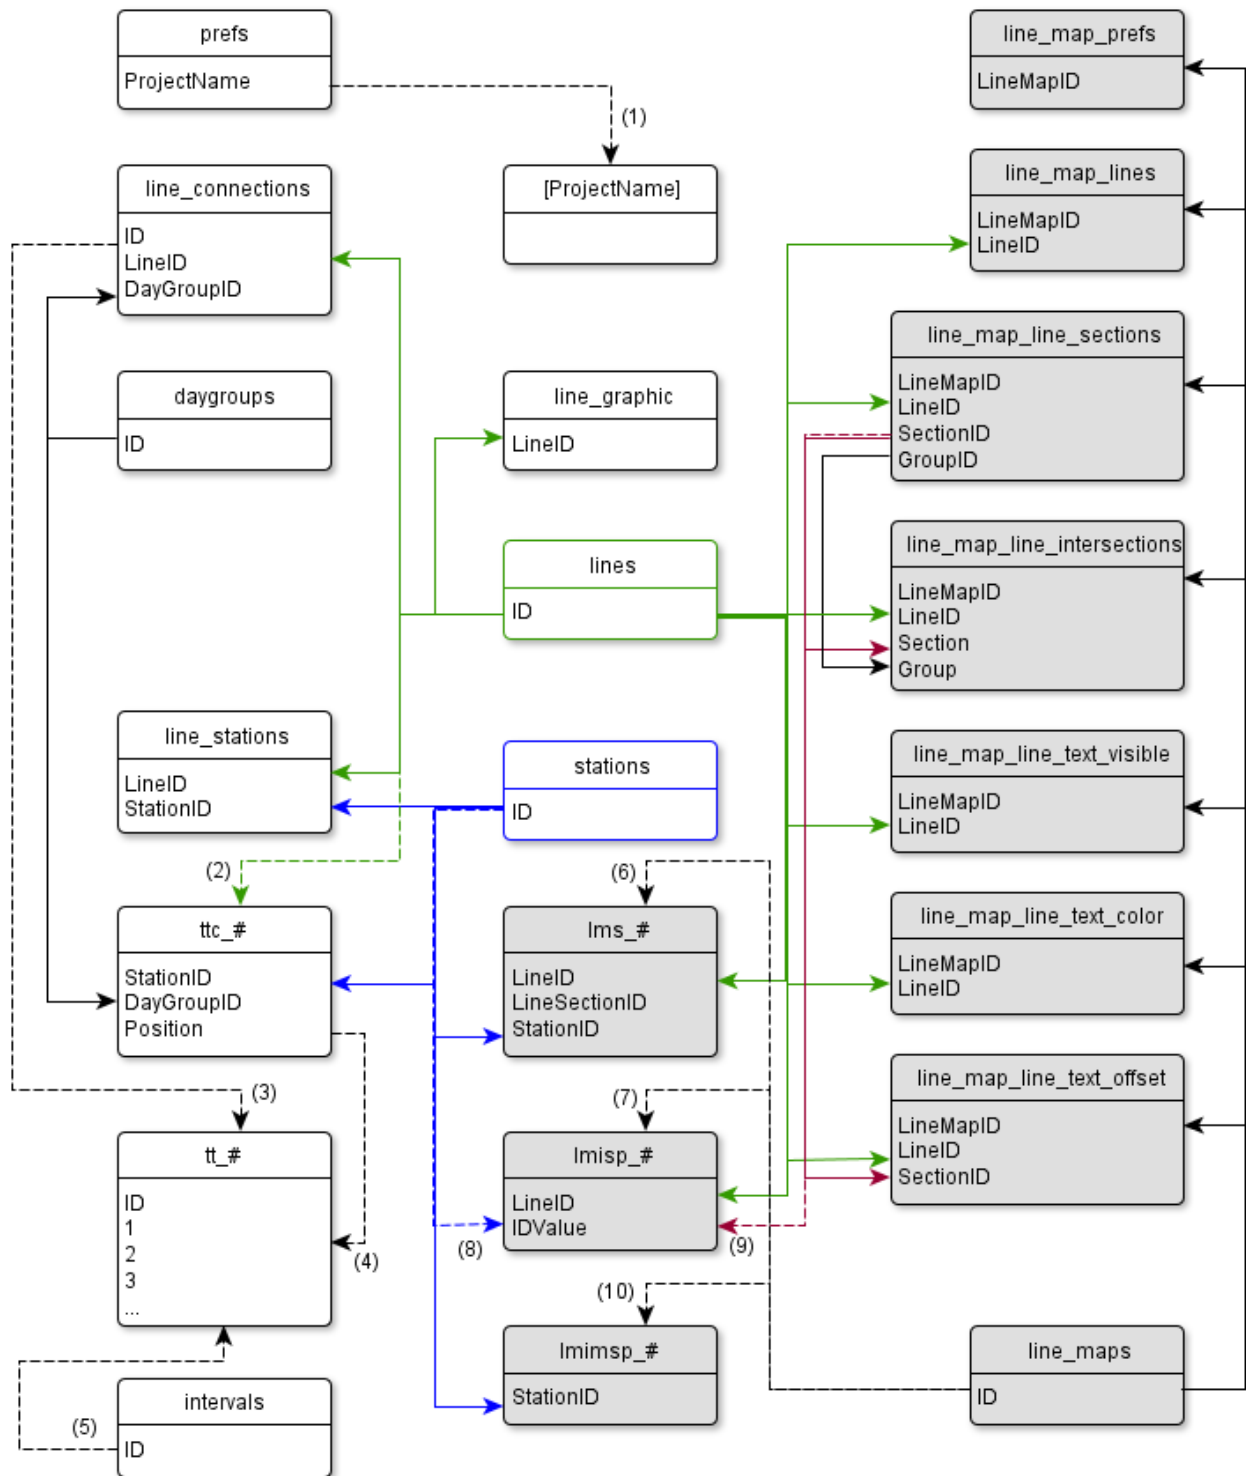 prefs
ProjectName
(1)
[ProjectName]
line_connections
ID
LineID
DayGroupID
daygroups
ID
line_graphic
LineID
lines
ID
line_stations
LineID
StationID
stations
ID
(2)
ttc_#
StationID
DayGroupID
Position
(3)
(4)
tt_#
ID
1
2
3
...
(5)
intervals
ID
(6)
lms_#
LineID
LineSectionID
StationID
(7)
lmisp_#
LineID
IDValue
(8)
(9)
(10)
lmimsp_#
StationID
line_map_prefs
LineMapID
line_map_lines
LineMapID
LineID
line_map_line_sections
LineMapID
LineID
SectionID
GroupID
line_map_line_intersections
LineMapID
LineID
Section
Group
line_map_line_text_visible
LineMapID
LineID
line_map_line_text_color
LineMapID
LineID
line_map_line_text_offset
LineMapID
LineID
SectionID
line_maps
ID